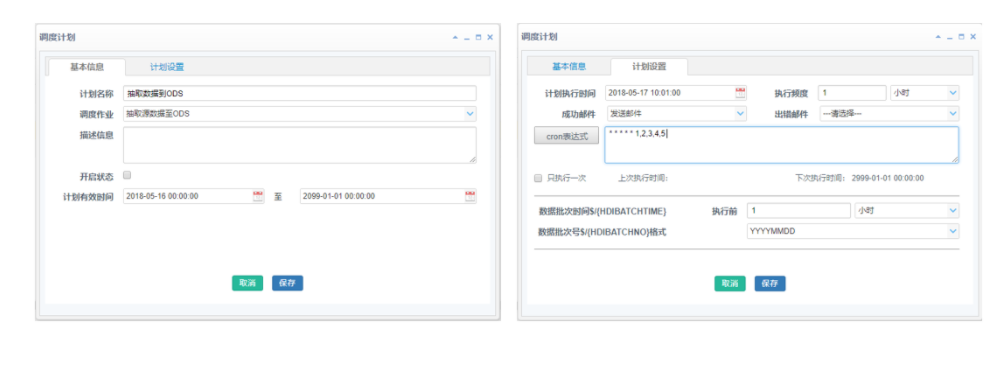 调度计划
基本信息 计划设置
计划名称 抽取数据到ODS
调度作业 抽取源数据至ODS
描述信息
开启状态
计划有效时间 2018-05-16 00:00:00 至 2099-01-01 00:00:00
取消 保存
调度计划
基本信息 计划设置
计划执行时间 2018-05-17 10:01:00 执行频度 1 小时
成功邮件 发送邮件 出错邮件 ---请选择---
cron表达式 * * * * * 1,2,3,4,5
只执行一次 上次执行时间: 下次执行时间: 2999-01-01 00:00:00
数据批次时间$/{HDIBATCHTIME} 执行前 1 小时
数据批次号$/{HDIBATCHNO}格式 YYYYMMDD
取消 保存